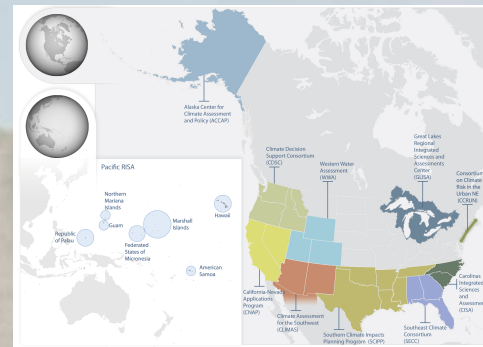 Alaska Center for
Climate Assessment
and Policy (ACCAP)
Climate Decision
Support Consortium
(CDSC)
Western Water
Assessment
(WWA)
Great Lakes
Regional
Integrated
Sciences and
Assessments
Center
(GLISA)
Consortium
on Climate
Risk in the
Urban NE
(CCRUN)
Pacific RISA
Northern
Mariana
Islands
Guam
Republic
of Palau
Federated
States of
Micronesia
Marshall
Islands
Hawaii
American
Samoa
California-Nevada
Applications
Program
(CNAP)
Climate Assessment
for the Southwest
(CLIMAS)
Southern Climate Impacts
Planning Program (SCIPP)
Southeast Climate
Consortium
(SECC)
Carolinas
Integrated
Sciences
and
Assessments
(CISA)